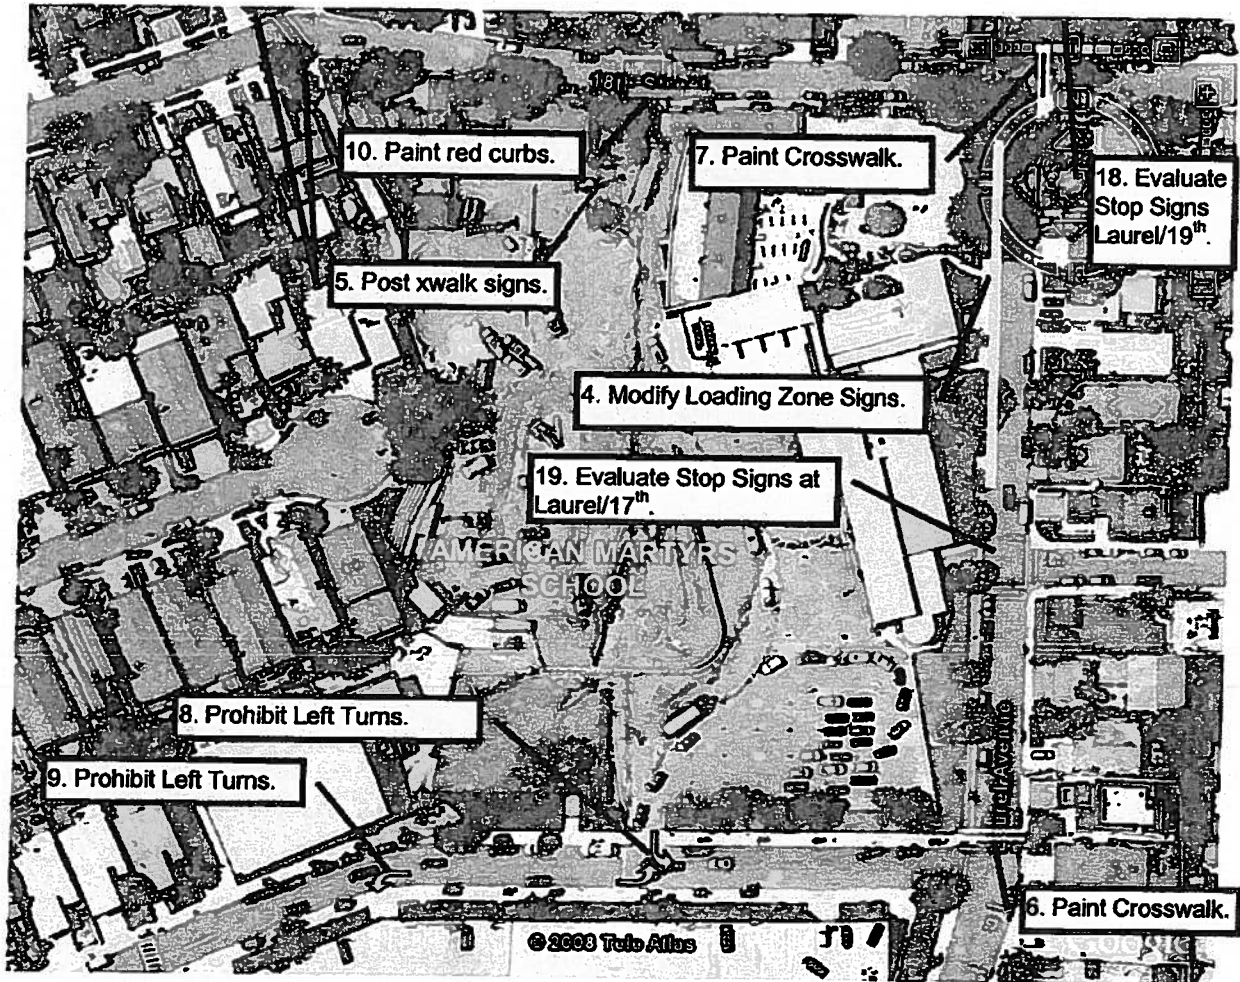 10. Paint red curbs.
7. Paint Crosswalk.
18. Evaluate
Stop Signs
Laurel/19th.
5. Post xwalk signs.
4. Modify Loading Zone Signs.
19. Evaluate Stop Signs at
Laurel/17th.
AMERICAN MARTYRS
SCHOOL
8. Prohibit Left Turns.
9. Prohibit Left Turns.
Laurel Avenue
6. Paint Crosswalk.
© 2008 Tele Atlas
Google